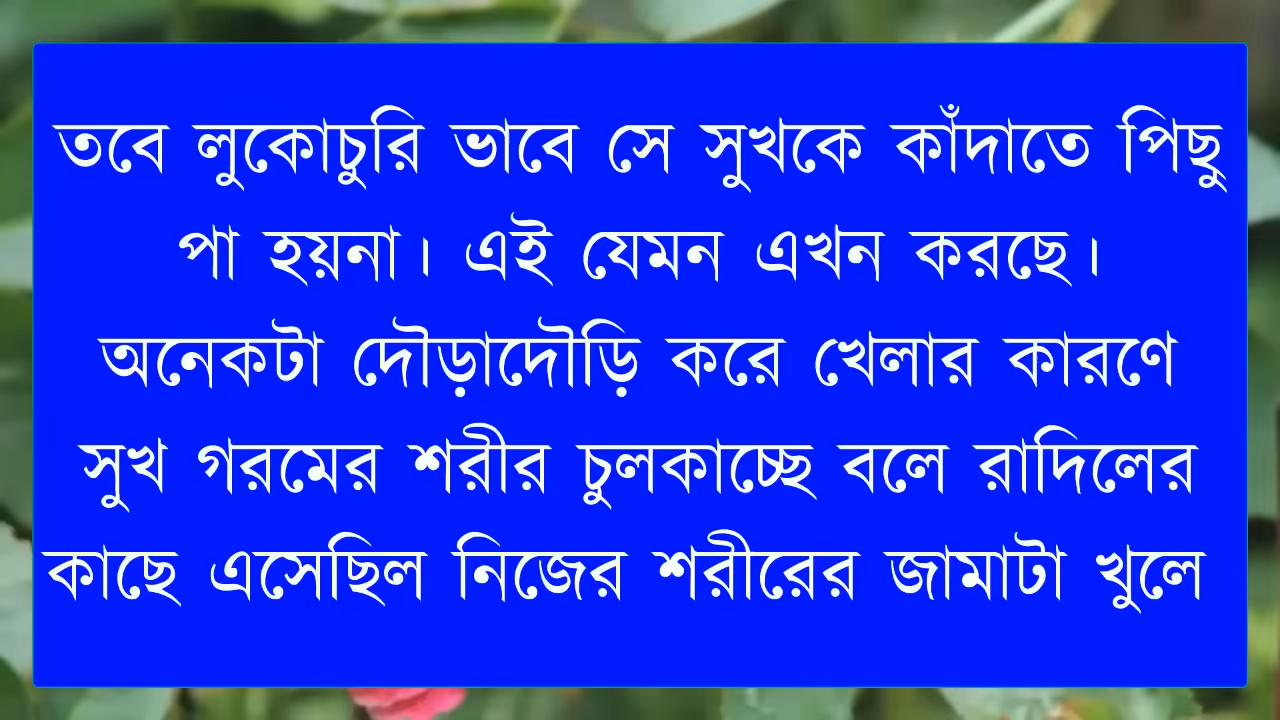 তবে লুকোচুরি ভাবে সে সুখকে কাঁদাতে পিছু
পা হয়না। এই যেমন এখন করছে।
অনেকটা দৌড়াদৌড়ি করে খেলার কারণে
সুখ গরমের শরীর চুলকাচ্ছে বলে রাদিলের
কাছে এসেছিল নিজের শরীরের জামাটা খুলে